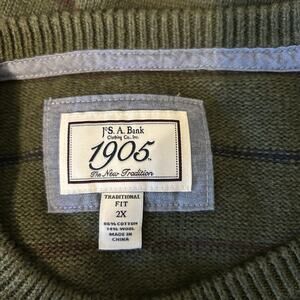 JoS. A. Bank
Clothing Co., Inc.
1905
The New Tradition
TRADITIONAL
FIT
2X
86% COTTON
14% WOOL
MADE IN
CHINA